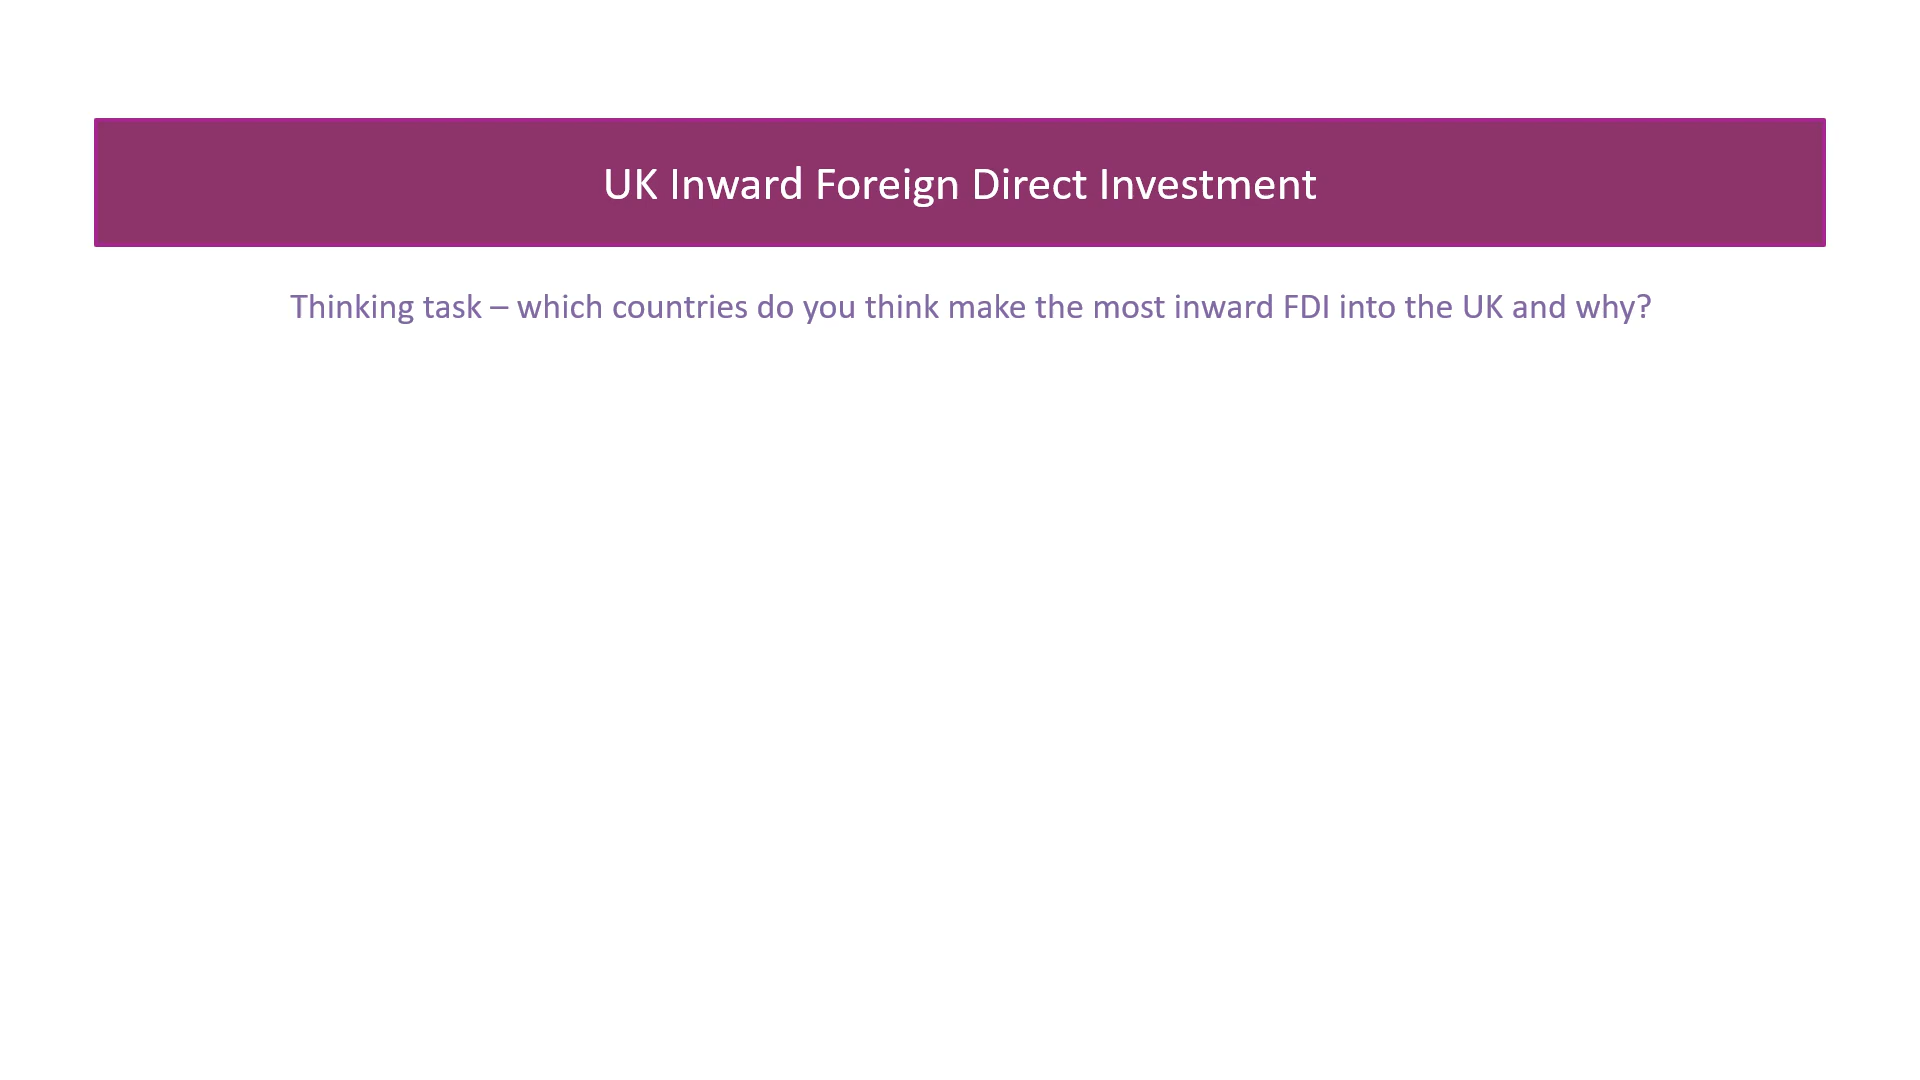 UK Inward Foreign Direct Investment
Thinking task – which countries do you think make the most inward FDI into the UK and why?